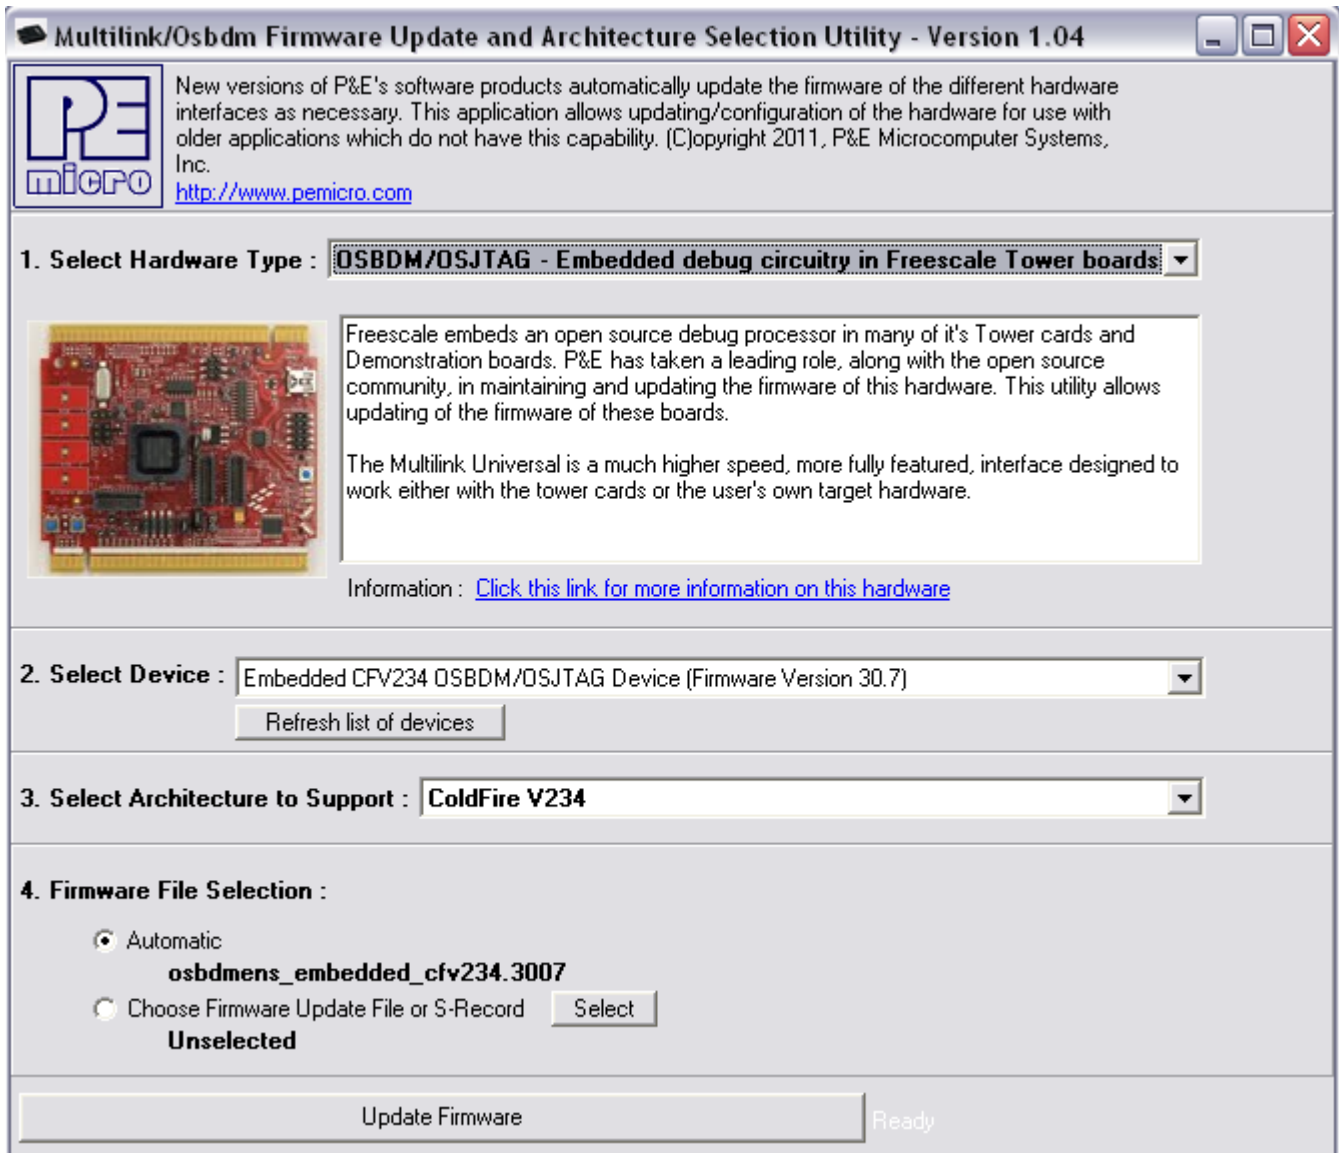 Multilink/Osbdm Firmware Update and Architecture Selection Utility - Version 1.04
New versions of P&E's software products automatically update the firmware of the different hardware
interfaces as necessary. This application allows updating/configuration of the hardware for use with
older applications which do not have this capability. (C)opyright 2011, P&E Microcomputer Systems,
Inc.
http://www.pemicro.com
PE
micro
1. Select Hardware Type : OSBDM/OSJTAG - Embedded debug circuitry in Freescale Tower boards
Freescale embeds an open source debug processor in many of it's Tower cards and
Demonstration boards. P&E has taken a leading role, along with the open source
community, in maintaining and updating the firmware of this hardware. This utility allows
updating of the firmware of these boards.
The Multilink Universal is a much higher speed, more fully featured, interface designed to
work either with the tower cards or the user's own target hardware.
Information : Click this link for more information on this hardware
2. Select Device : Embedded CFV234 OSBDM/OSJTAG Device (Firmware Version 30.7)
Refresh list of devices
3. Select Architecture to Support : ColdFire V234
4. Firmware File Selection :
Automatic
osbdmens_embedded_cfv234.3007
Choose Firmware Update File or S-Record Select
Unselected
Update Firmware Ready